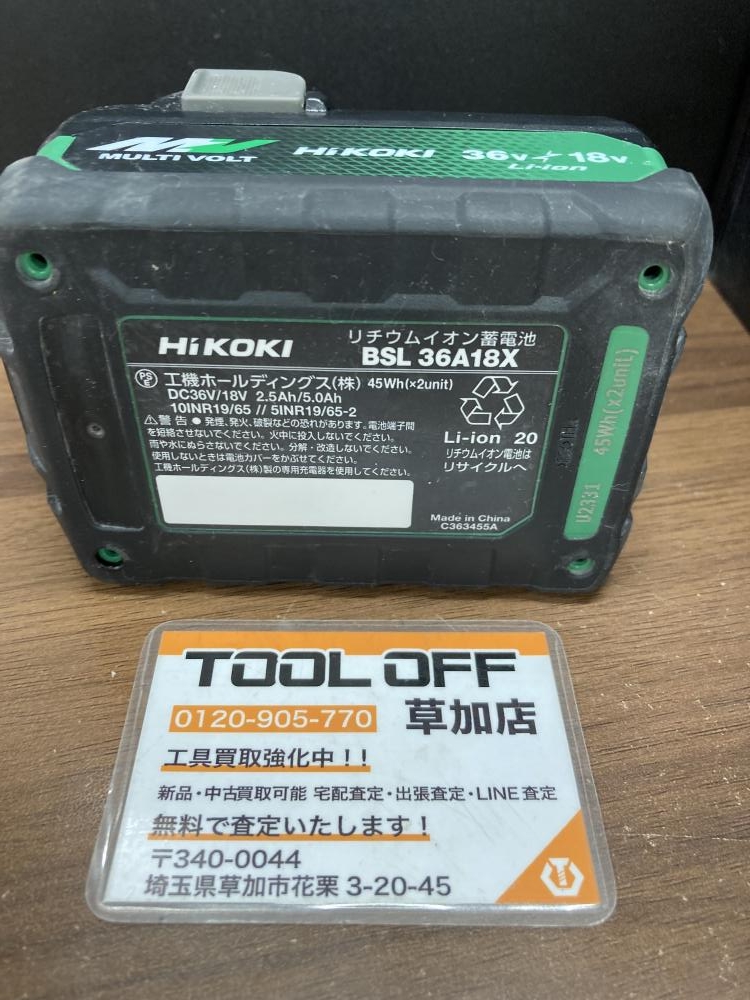 MV
MULTI VOLT HiKOKI 36V⇄18V
Li-ion
HiKOKI
リチウムイオン蓄電池
BSL 36A18X
PSE 工機ホールディングス(株) 45Wh(×2unit)
DC36V/18V 2.5Ah/5.0Ah
10INR19/65 // 5INR19/65-2
⚠警告 ● 発煙、発火、破裂などの恐れがあります。電池端子間
を短絡させないでください。火中に投入しないでください。
雨や水にぬらさないでください。分解・改造しないでください。
使用しないときは電池カバーをかぶせてください。
工機ホールディングス(株)製の専用充電器を使用してください。
Li-ion 20
リチウムイオン電池は
リサイクルへ
Made in China
C363455A
U2331 45Wh(×2unit)
TOOL OFF
0120-905-770 草加店
工具買取強化中！！
新品・中古買取可能 宅配査定・出張査定・LINE査定
無料で査定いたします！
〒340-0044
埼玉県草加市花栗3-20-45